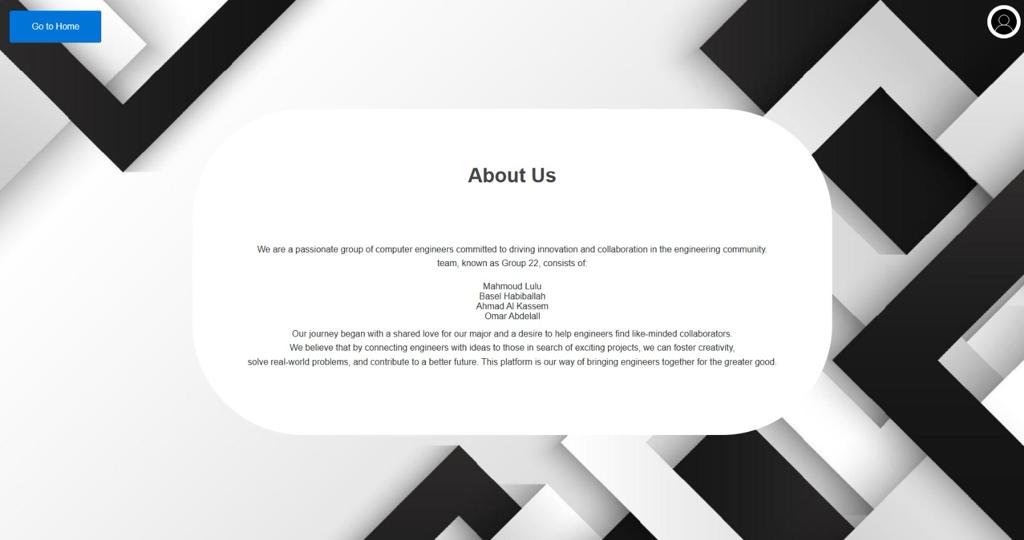 Go to Home
About Us
We are a passionate group of computer engineers committed to driving innovation and collaboration in the engineering community.
team, known as Group 22, consists of:
Mahmoud Lulu
Basel Habiballah
Ahmad Al Kassem
Omar Abdelall
Our journey began with a shared love for our major and a desire to help engineers find like-minded collaborators.
We believe that by connecting engineers with ideas to those in search of exciting projects, we can foster creativity,
solve real-world problems, and contribute to a better future. This platform is our way of bringing engineers together for the greater good.